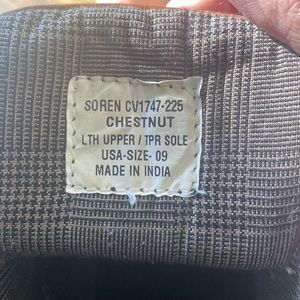 SOREN CV1747-225
CHESTNUT
LTH UPPER / TPR SOLE
USA-SIZE- 09
MADE IN INDIA